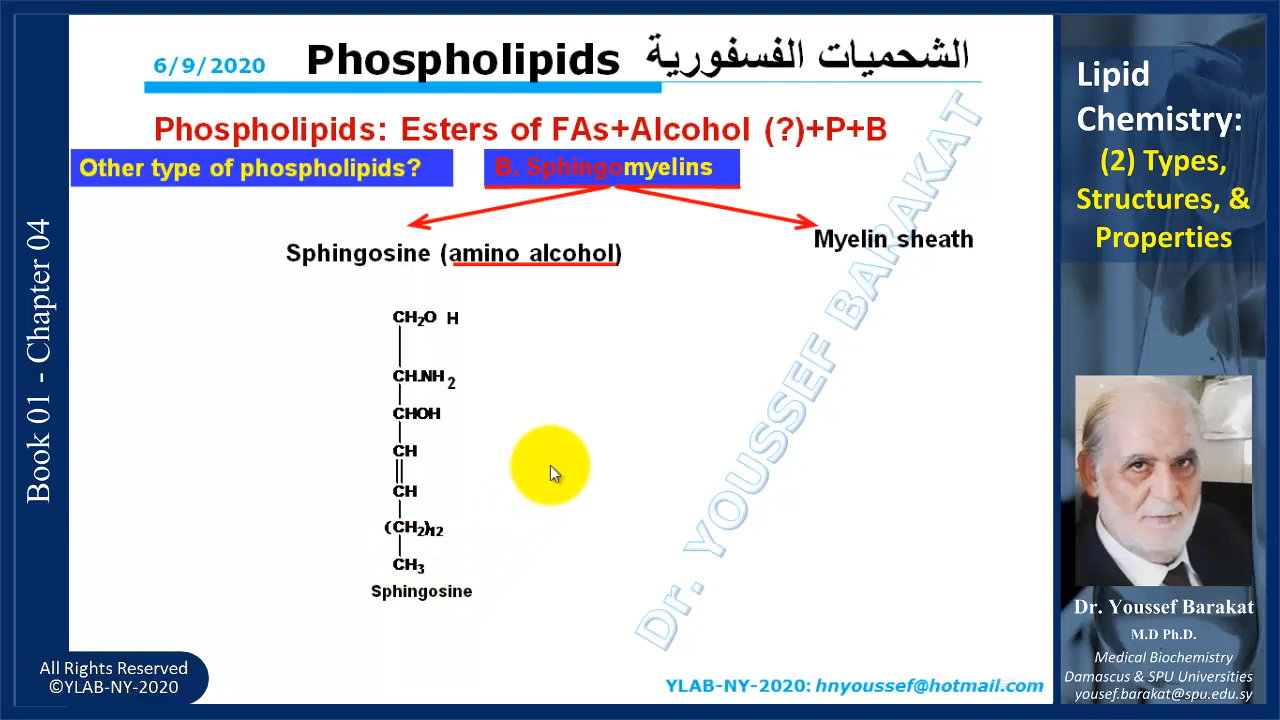 6/9/2020
Phospholipids الشحميات الفسفورية
Phospholipids: Esters of FAs+Alcohol (?)+P+B
Other type of phospholipids?
B. Sphingomyelins
Sphingosine (amino alcohol)
Myelin sheath
CH2O H
CH.NH2
CHOH
CH
CH
(CH2)12
CH3
Sphingosine
Dr. YOUSSEF BARAKAT
YLAB-NY-2020: hnyoussef@hotmail.com
Book 01 - Chapter 04
All Rights Reserved
©YLAB-NY-2020
Lipid
Chemistry:
(2) Types,
Structures, &
Properties
Dr. Youssef Barakat
M.D Ph.D.
Medical Biochemistry
Damascus & SPU Universities
yousef.barakat@spu.edu.sy